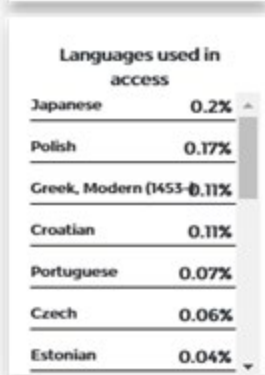 Languages used in
access
Japanese 0.2%
Polish 0.17%
Greek, Modern (1453- 0.11%
Croatian 0.11%
Portuguese 0.07%
Czech 0.06%
Estonian 0.04%